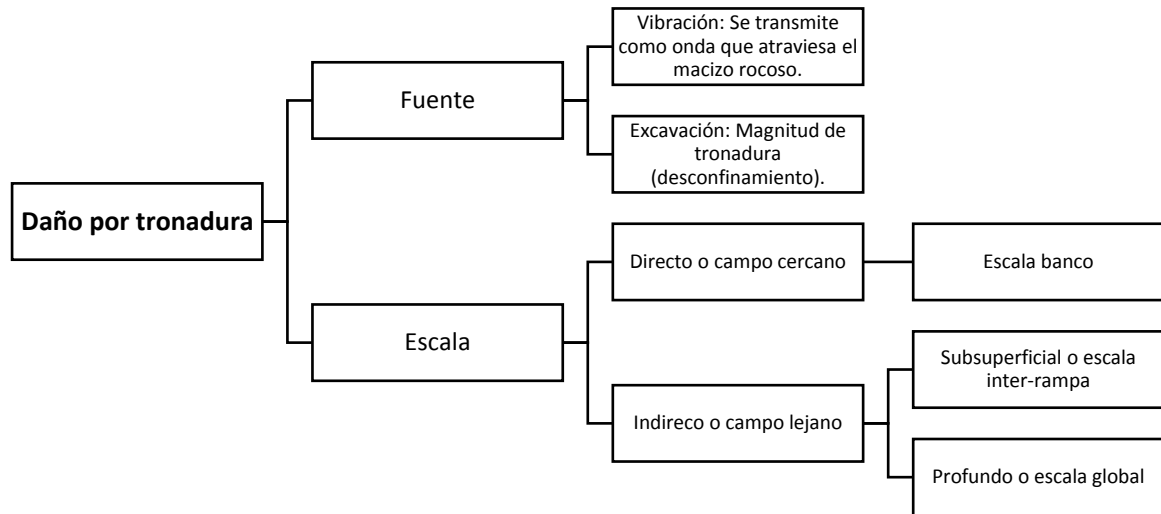 Vibración: Se transmite
como onda que atraviesa el
macizo rocoso.
Fuente
Excavación: Magnitud de
tronadura
(desconfinamiento).
Daño por tronadura
Directo o campo cercano
Escala banco
Escala
Subsuperficial o escala
inter-rampa
Indireco o campo lejano
Profundo o escala global